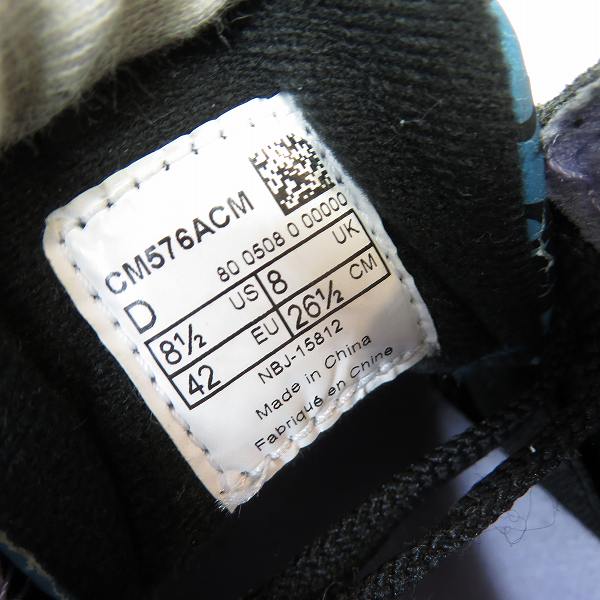 CM576ACM
D 80 0508 0 00000
8½ US 8 UK
42 EU 26½ CM
NBJ-15812
Made in China
Fabriqué en Chine